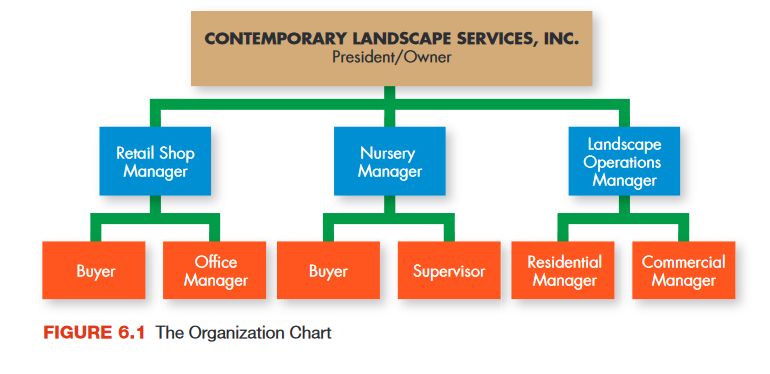 CONTEMPORARY LANDSCAPE SERVICES, INC.
President/Owner
Retail Shop
Manager
Nursery
Manager
Landscape
Operations
Manager
Buyer
Office
Manager
Buyer
Supervisor
Residential
Manager
Commercial
Manager
FIGURE 6.1 The Organization Chart